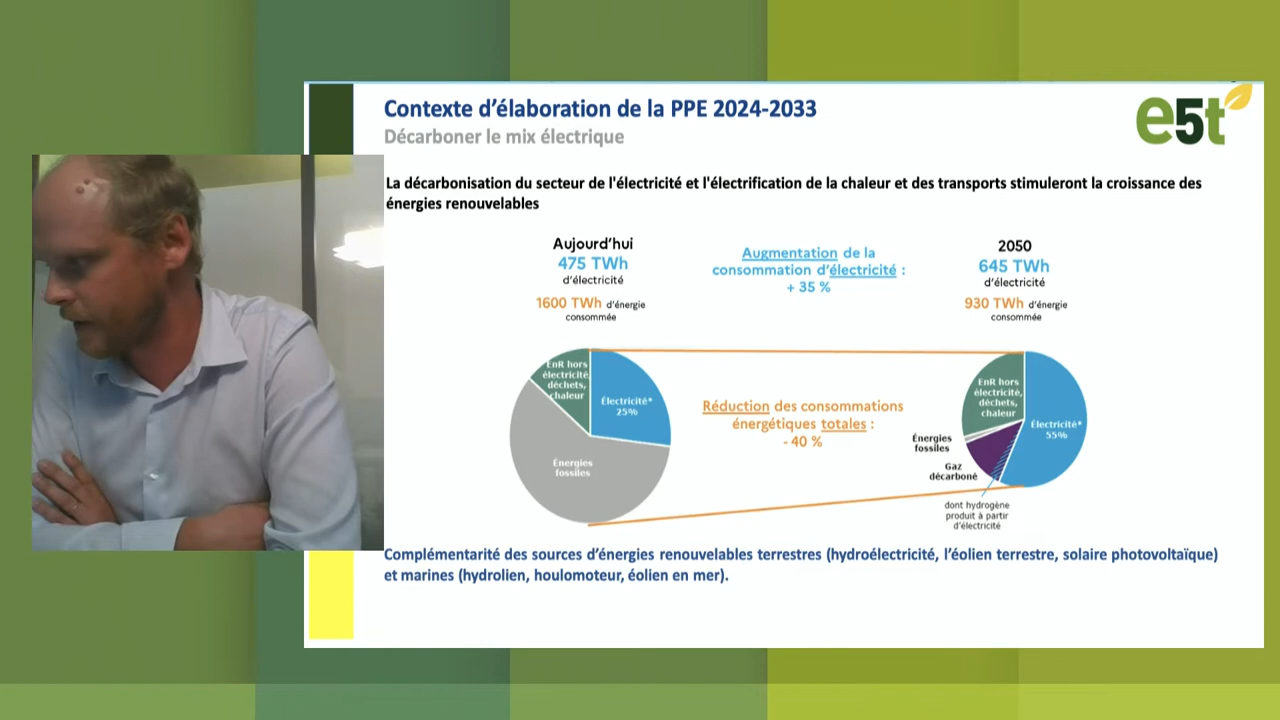 Contexte d'élaboration de la PPE 2024-2033
Décarboner le mix électrique
e5t
La décarbonisation du secteur de l'électricité et l'électrification de la chaleur et des transports stimuleront la croissance des
énergies renouvelables
Aujourd'hui
475 TWh
d'électricité
1600 TWh d'énergie
consommée
Augmentation de la
consommation d'électricité :
+ 35 %
2050
645 TWh
d'électricité
930 TWh d'énergie
consommée
EnR hors
électricité,
déchets,
chaleur
Électricité*
25%
Énergies
fossiles
Réduction des consommations
énergétiques totales :
- 40 %
EnR hors
électricité,
déchets,
chaleur
Électricité*
55%
Énergies
fossiles
Gaz
décarboné
dont hydrogène
produit à partir
d'électricité
Complémentarité des sources d'énergies renouvelables terrestres (hydroélectricité, l'éolien terrestre, solaire photovoltaïque)
et marines (hydrolien, houlomoteur, éolien en mer).